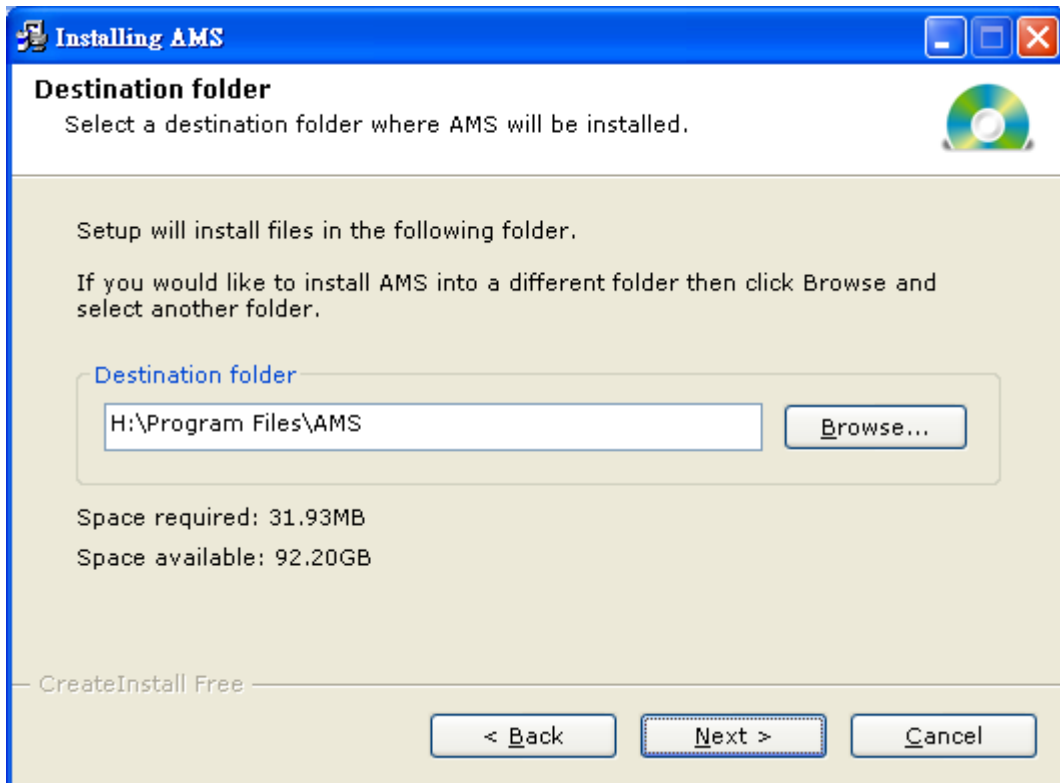 Installing AMS
Destination folder
Select a destination folder where AMS will be installed.
Setup will install files in the following folder.
If you would like to install AMS into a different folder then click Browse and
select another folder.
Destination folder
H:\Program Files\AMS
Browse...
Space required: 31.93MB
Space available: 92.20GB
CreateInstall Free
< Back
Next >
Cancel